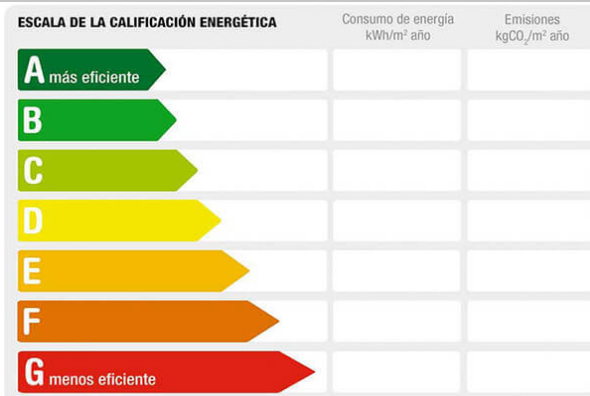 ESCALA DE LA CALIFICACIÓN ENERGÉTICA
Consumo de energía
kWh/m² año
Emisiones
kgCO₂/m² año
A más eficiente
B
C
D
E
F
G menos eficiente